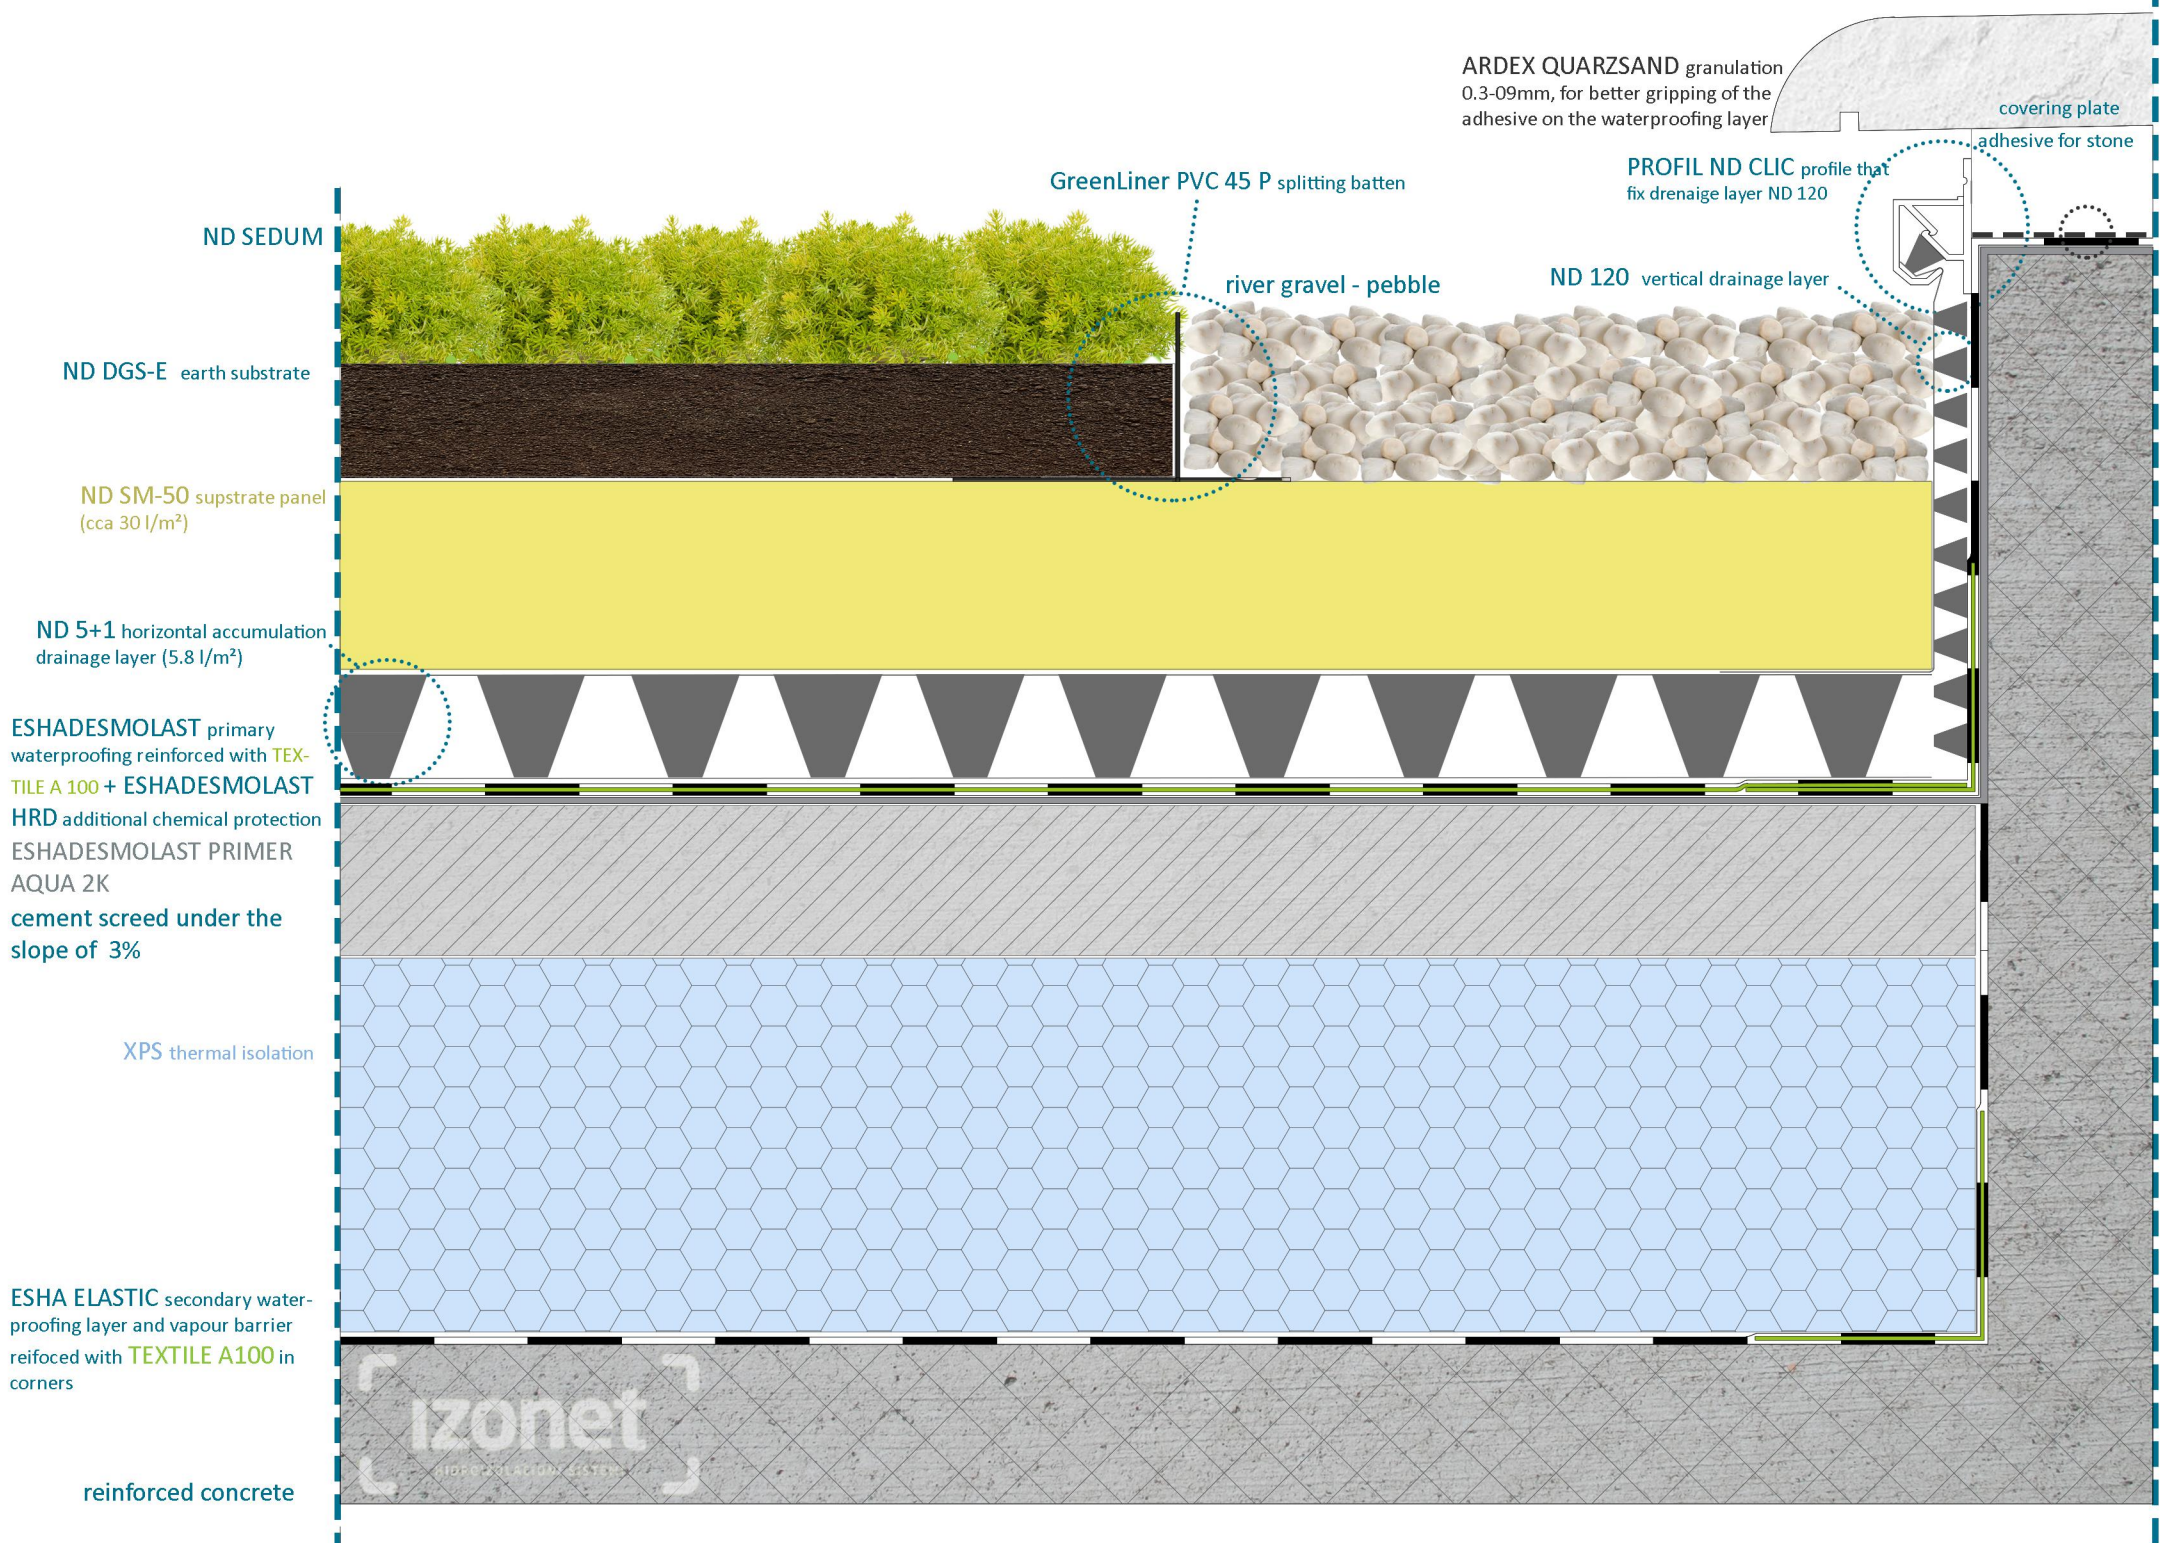 ARDEX QUARZSAND granulation
0.3-09mm, for better gripping of the
adhesive on the waterproofing layer
covering plate
adhesive for stone
PROFIL ND CLIC profile that
fix drenaige layer ND 120
GreenLiner PVC 45 P splitting batten
ND SEDUM
river gravel - pebble
ND 120 vertical drainage layer
ND DGS-E earth substrate
ND SM-50 supstrate panel
(cca 30 l/m²)
ND 5+1 horizontal accumulation
drainage layer (5.8 l/m²)
ESHADESMOLAST primary
waterproofing reinforced with TEX-
TILE A 100 + ESHADESMOLAST
HRD additional chemical protection
ESHADESMOLAST PRIMER
AQUA 2K
cement screed under the
slope of 3%
XPS thermal isolation
ESHA ELASTIC secondary water-
proofing layer and vapour barrier
reifoced with TEXTILE A100 in
corners
izonet
HIDROIZOLACIONI SISTEMI
reinforced concrete